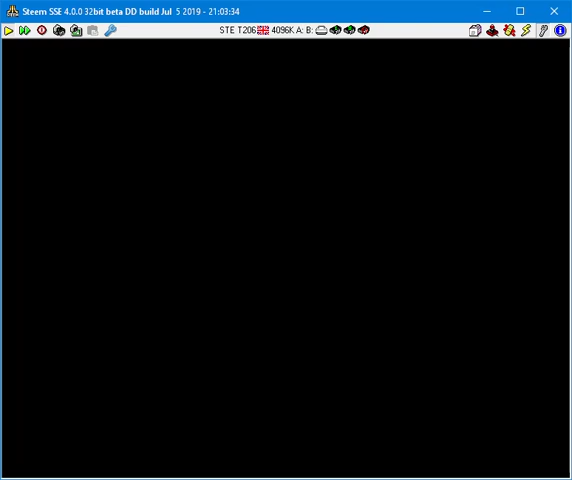 Steem SSE 4.0.0 32bit beta DD build Jul  5 2019 - 21:03:34
STE T206 4096K A: B: